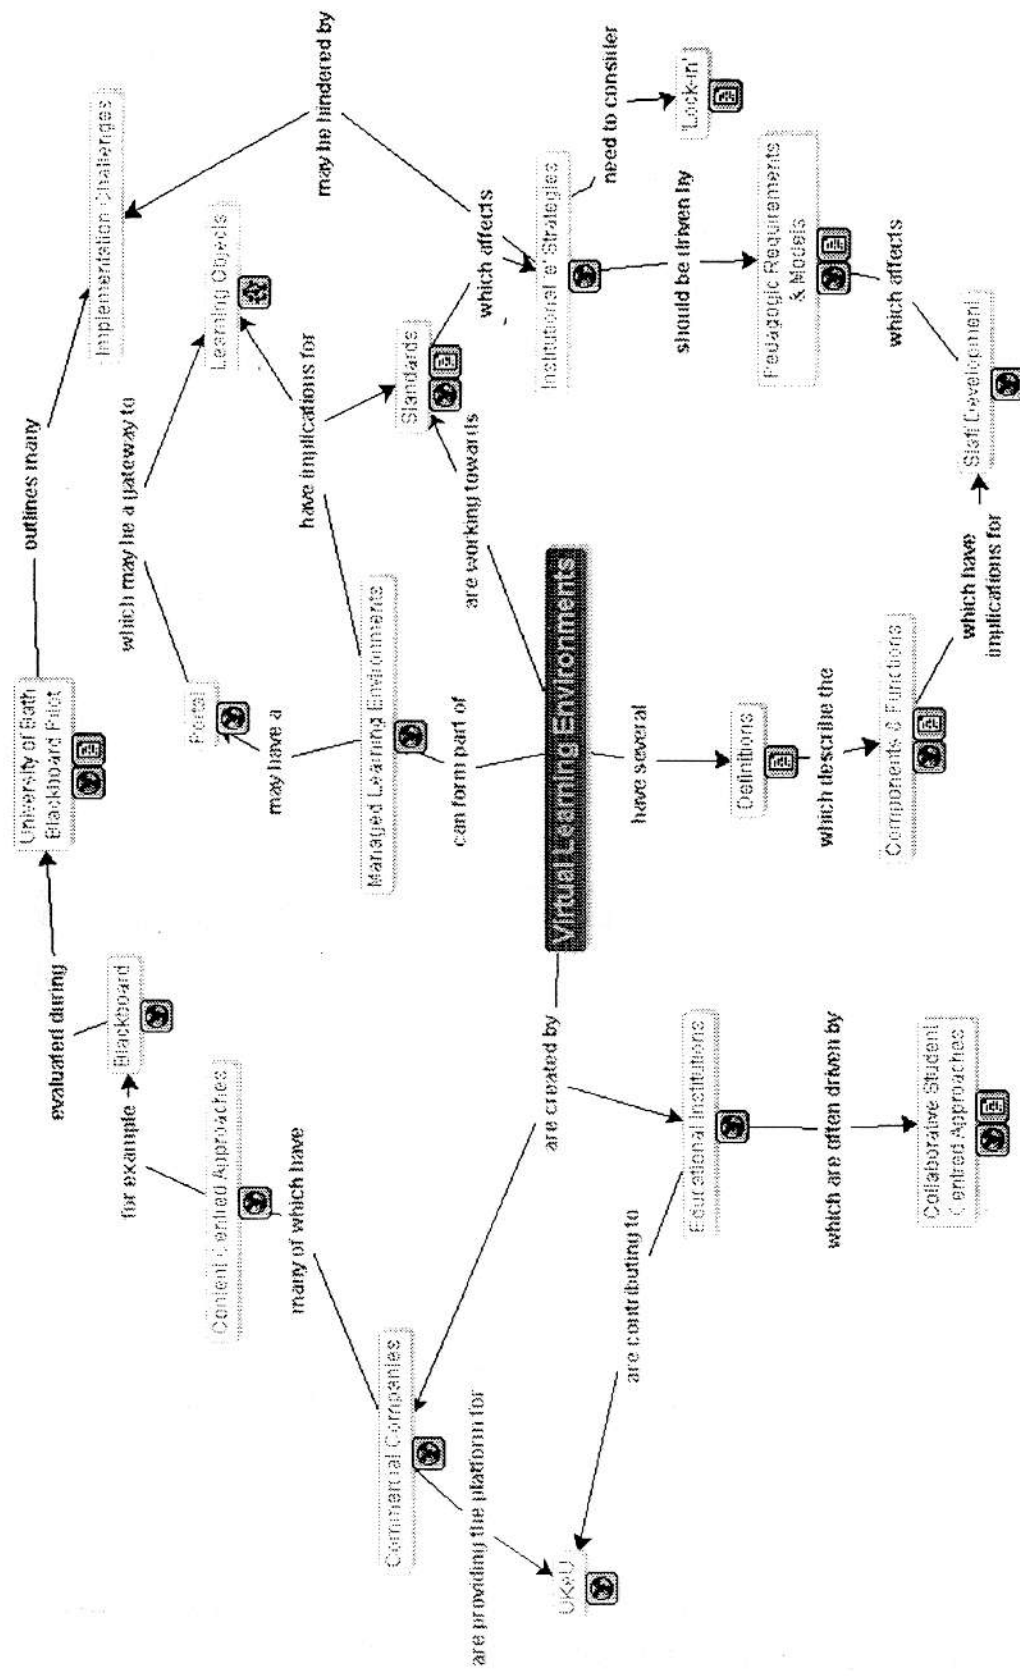 University of Bath
Blackboard Pilot
outlines many
Implementation Challenges
evaluated during
Blackboard
for example
Content Centred Approaches
many of which have
Commercial Companies
are providing the platform for
UKeU
Portal
which may be a gateway to
Learning Objects
may have a
Managed Learning Environments
have implications for
Standards
may be hindered by
can form part of
are working towards
which affects
Institutional 'e' Strategies
need to consider
'Lock-in'
Virtual Learning Environments
are created by
have several
should be driven by
are contributing to
Educational Institutions
Definitions
Pedagogic Requirements
& Models
which describe the
which are often driven by
Components & Functions
which affects
Collaborative Student
Centred Approaches
which have
implications for
Staff Development